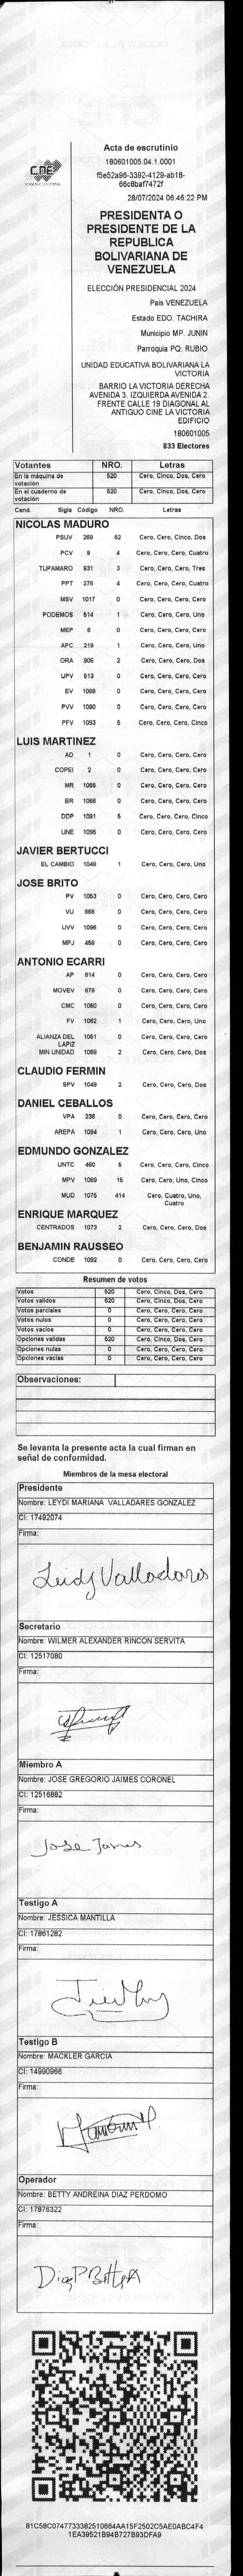 CNE
Acta de escrutinio
180601005.04.1.0001
f5e52a96-3392-4129-ab18-
66c8baf7472f
28/07/2024 06:46:22 PM
PRESIDENTA O
PRESIDENTE DE LA
REPUBLICA
BOLIVARIANA DE
VENEZUELA
ELECCIÓN PRESIDENCIAL 2024
Pais VENEZUELA
Estado EDO. TACHIRA
Municipio MP. JUNIN
Parroquia PQ. RUBIO
UNIDAD EDUCATIVA BOLIVARIANA LA
VICTORIA
BARRIO LA VICTORIA DERECHA
AVENIDA 3. IZQUIERDA AVENIDA 2.
FRENTE CALLE 19 DIAGONAL AL
ANTIGUO CINE LA VICTORIA
EDIFICIO
180601005
833 Electores
Votantes NRO. Letras
En la máquina de votación 520 Cero, Cinco, Dos, Cero
En el cuaderno de votación 520 Cero, Cinco, Dos, Cero
Cand. Sigla Código NRO. Letras
NICOLAS MADURO
PSUV 269 52 Cero, Cero, Cinco, Dos
PCV 9 4 Cero, Cero, Cero, Cuatro
TUPAMARO 931 3 Cero, Cero, Cero, Tres
PPT 276 4 Cero, Cero, Cero, Cuatro
MSV 1017 0 Cero, Cero, Cero, Cero
PODEMOS 514 1 Cero, Cero, Cero, Uno
MEP 6 0 Cero, Cero, Cero, Cero
APC 219 1 Cero, Cero, Cero, Uno
ORA 906 2 Cero, Cero, Cero, Dos
UPV 513 0 Cero, Cero, Cero, Cero
EV 1089 0 Cero, Cero, Cero, Cero
PVV 1090 0 Cero, Cero, Cero, Cero
PFV 1093 5 Cero, Cero, Cero, Cinco
LUIS MARTINEZ
AD 1 0 Cero, Cero, Cero, Cero
COPEI 2 0 Cero, Cero, Cero, Cero
MR 1065 0 Cero, Cero, Cero, Cero
BR 1066 0 Cero, Cero, Cero, Cero
DDP 1091 5 Cero, Cero, Cero, Cinco
UNE 1095 0 Cero, Cero, Cero, Cero
JAVIER BERTUCCI
EL CAMBIO 1048 1 Cero, Cero, Cero, Uno
JOSE BRITO
PV 1053 0 Cero, Cero, Cero, Cero
VU 868 0 Cero, Cero, Cero, Cero
UVV 1096 0 Cero, Cero, Cero, Cero
MPJ 459 0 Cero, Cero, Cero, Cero
ANTONIO ECARRI
AP 814 0 Cero, Cero, Cero, Cero
MOVEV 879 0 Cero, Cero, Cero, Cero
CMC 1050 0 Cero, Cero, Cero, Cero
FV 1062 1 Cero, Cero, Cero, Uno
ALIANZA DEL LAPIZ 1051 0 Cero, Cero, Cero, Cero
MIN UNIDAD 1068 2 Cero, Cero, Cero, Dos
CLAUDIO FERMIN
SPV 1049 2 Cero, Cero, Cero, Dos
DANIEL CEBALLOS
VPA 236 0 Cero, Cero, Cero, Cero
AREPA 1094 1 Cero, Cero, Cero, Uno
EDMUNDO GONZALEZ
UNTC 460 5 Cero, Cero, Cero, Cinco
MPV 1069 15 Cero, Cero, Uno, Cinco
MUD 1075 414 Cero, Cuatro, Uno,
Cuatro
ENRIQUE MARQUEZ
CENTRADOS 1073 2 Cero, Cero, Cero, Dos
BENJAMIN RAUSSEO
CONDE 1092 0 Cero, Cero, Cero, Cero
Resumen de votos
Votos 520 Cero, Cinco, Dos, Cero
Votos validos 520 Cero, Cinco, Dos, Cero
Votos parciales 0 Cero, Cero, Cero, Cero
Votos nulos 0 Cero, Cero, Cero, Cero
Votos vacios 0 Cero, Cero, Cero, Cero
Opciones validas 520 Cero, Cinco, Dos, Cero
Opciones nulas 0 Cero, Cero, Cero, Cero
Opciones vacias 0 Cero, Cero, Cero, Cero
Observaciones:
Se levanta la presente acta la cual firman en
señal de conformidad.
Miembros de la mesa electoral
Presidente
Nombre: LEYDI MARIANA VALLADARES GONZALEZ
CI: 17492074
Firma:
Leidy Valladares
Secretario
Nombre: WILMER ALEXANDER RINCON SERVITA
CI: 12517080
Firma:
Miembro A
Nombre: JOSE GREGORIO JAIMES CORONEL
CI: 12516882
Firma:
Jose Jaimes
Testigo A
Nombre: JESSICA MANTILLA
CI: 17861282
Firma:
Testigo B
Nombre: MACKLER GARCIA
CI: 14990966
Firma:
Operador
Nombre: BETTY ANDREINA DIAZ PERDOMO
CI: 17876322
Firma:
Diaz P Betty A
81C58C0747733382510664AA15F2502C5AE0ABC4F4
1EA39521B94B727B93DFA9